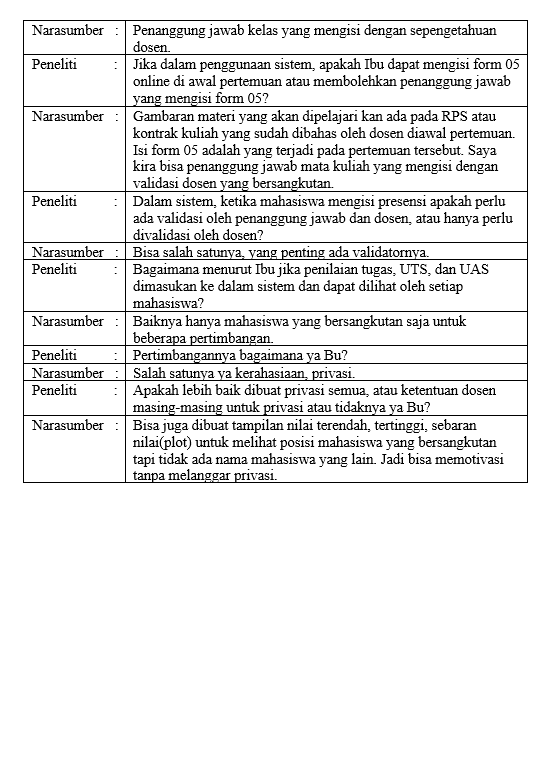 Narasumber : Penanggung jawab kelas yang mengisi dengan sepengetahuan
dosen.
Peneliti : Jika dalam penggunaan sistem, apakah Ibu dapat mengisi form 05
online di awal pertemuan atau membolehkan penanggung jawab
yang mengisi form 05?
Narasumber : Gambaran materi yang akan dipelajari kan ada pada RPS atau
kontrak kuliah yang sudah dibahas oleh dosen diawal pertemuan.
Isi form 05 adalah yang terjadi pada pertemuan tersebut. Saya
kira bisa penanggung jawab mata kuliah yang mengisi dengan
validasi dosen yang bersangkutan.
Peneliti : Dalam sistem, ketika mahasiswa mengisi presensi apakah perlu
ada validasi oleh penanggung jawab dan dosen, atau hanya perlu
divalidasi oleh dosen?
Narasumber : Bisa salah satunya, yang penting ada validatornya.
Peneliti : Bagaimana menurut Ibu jika penilaian tugas, UTS, dan UAS
dimasukan ke dalam sistem dan dapat dilihat oleh setiap
mahasiswa?
Narasumber : Baiknya hanya mahasiswa yang bersangkutan saja untuk
beberapa pertimbangan.
Peneliti : Pertimbangannya bagaimana ya Bu?
Narasumber : Salah satunya ya kerahasiaan, privasi.
Peneliti : Apakah lebih baik dibuat privasi semua, atau ketentuan dosen
masing-masing untuk privasi atau tidaknya ya Bu?
Narasumber : Bisa juga dibuat tampilan nilai terendah, tertinggi, sebaran
nilai(plot) untuk melihat posisi mahasiswa yang bersangkutan
tapi tidak ada nama mahasiswa yang lain. Jadi bisa memotivasi
tanpa melanggar privasi.